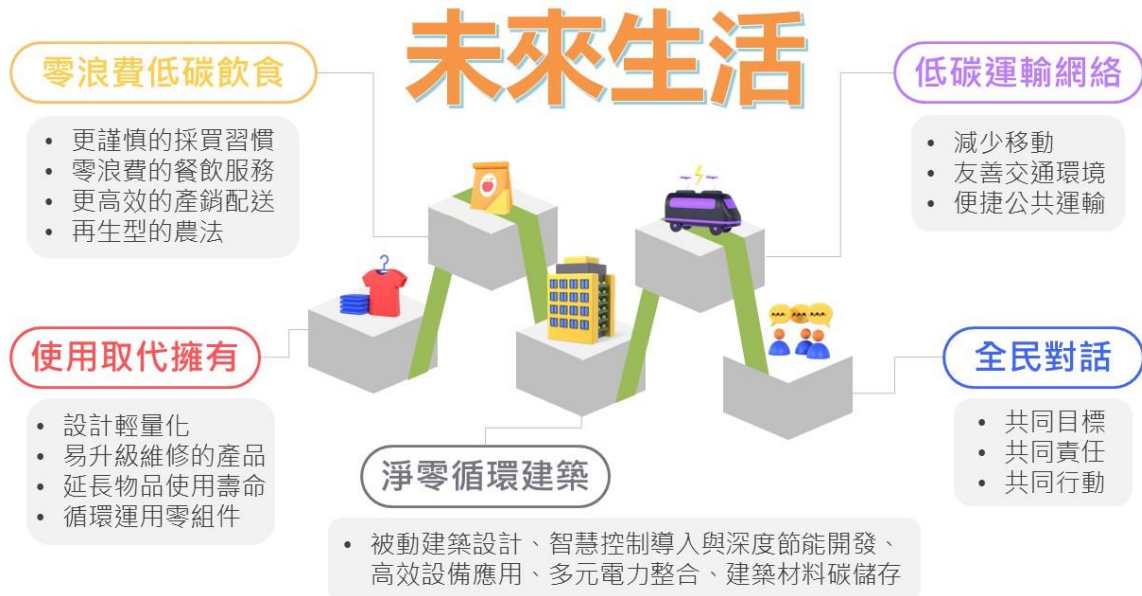 未來生活
零浪費低碳飲食
• 更謹慎的採買習慣
• 零浪費的餐飲服務
• 更高效的產銷配送
• 再生型的農法
低碳運輸網絡
• 減少移動
• 友善交通環境
• 便捷公共運輸
使用取代擁有
• 設計輕量化
• 易升級維修的產品
• 延長物品使用壽命
• 循環運用零組件
淨零循環建築
• 被動建築設計、智慧控制導入與深度節能開發、
高效設備應用、多元電力整合、建築材料碳儲存
全民對話
• 共同目標
• 共同責任
• 共同行動